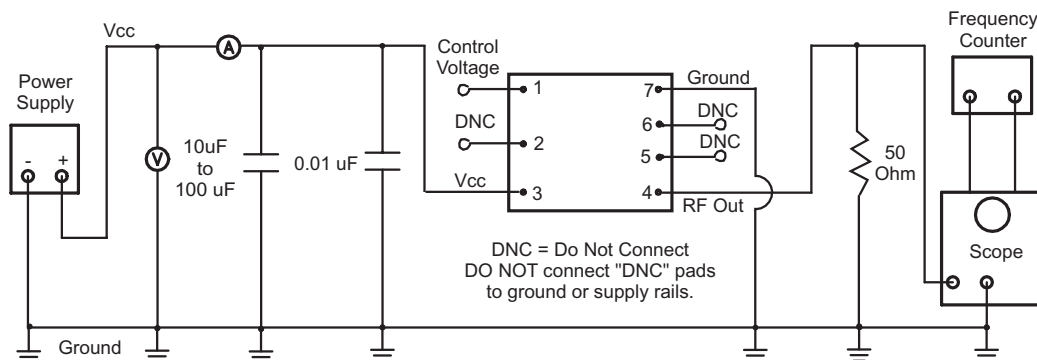 Vcc
A
Power
Supply
-
+
V
10uF
to
100 uF
0.01 uF
Ground
Control
Voltage
DNC
Vcc
1
2
3
7
6
5
4
Ground
DNC
DNC
RF Out
DNC = Do Not Connect
DO NOT connect "DNC" pads
to ground or supply rails.
50
Ohm
Frequency
Counter
Scope